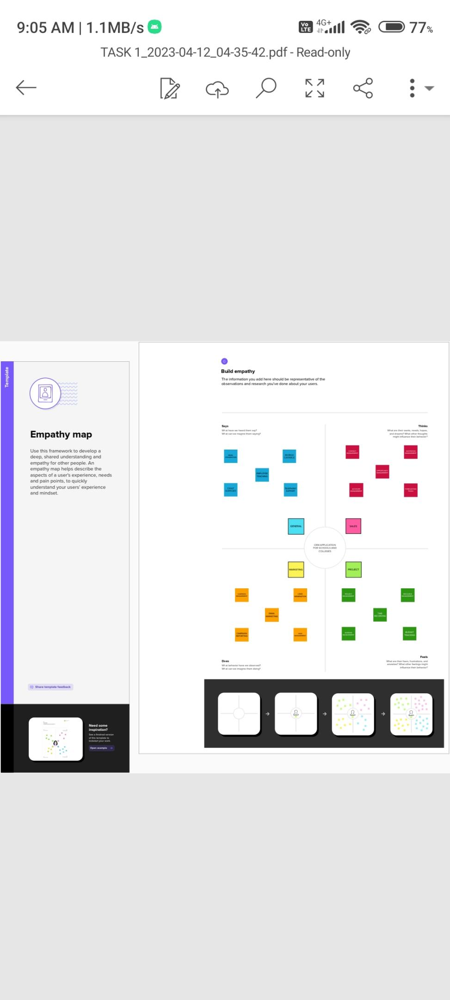 9:05 AM | 1.1MB/s
Vo LTE 4G+ 77%
TASK 1_2023-04-12_04-35-42.pdf - Read-only
Template
Empathy map
Use this framework to develop a
deep, shared understanding and
empathy for other people. An
empathy map helps describe the
aspects of a user's experience, needs
and pain points, to quickly
understand your users' experience
and mindset.
Share template feedback
Need some
inspiration?
See a finished version
of this template to
kickstart your work.
Open example
Build empathy
The information you add here should be representative of the
observations and research you've done about your users.
Says
What have we heard them say?
What can we imagine them saying?
Thinks
What are their wants, needs, hopes,
and dreams? What other thoughts
might influence their behavior?
MOBILE
CAPABLE
EMPLOYEE
TRACKING
CHAT
SUPPORT
TELEPHONY
SUPPORT
CONTACT
MANAGEMENT
QUOTATION
MANAGEMENT
OPPORTUNITY
MANAGEMENT
ACCOUNT
MANAGEMENT
FORECASTING
TOOLS
GENERAL
SALES
CRM APPLICATION
FOR SCHOOLS AND
COLLEGES
MARKETING
PROJECT
CAMPAIGN
MANAGEMENT
LEAD
GENERATION
EMAIL
MARKETING
CAMPAIGN
REPORTING
LEAD
MANAGEMENT
PROJECT
MANAGEMENT
RESOURCE
MANAGEMENT
TIME
RECORDING
EXPENSE
MANAGEMENT
BUDGET
TRACKING
Does
What behavior have we observed?
What can we imagine them doing?
Feels
What are their fears, frustrations, and
anxieties? What other feelings might
influence their behavior?